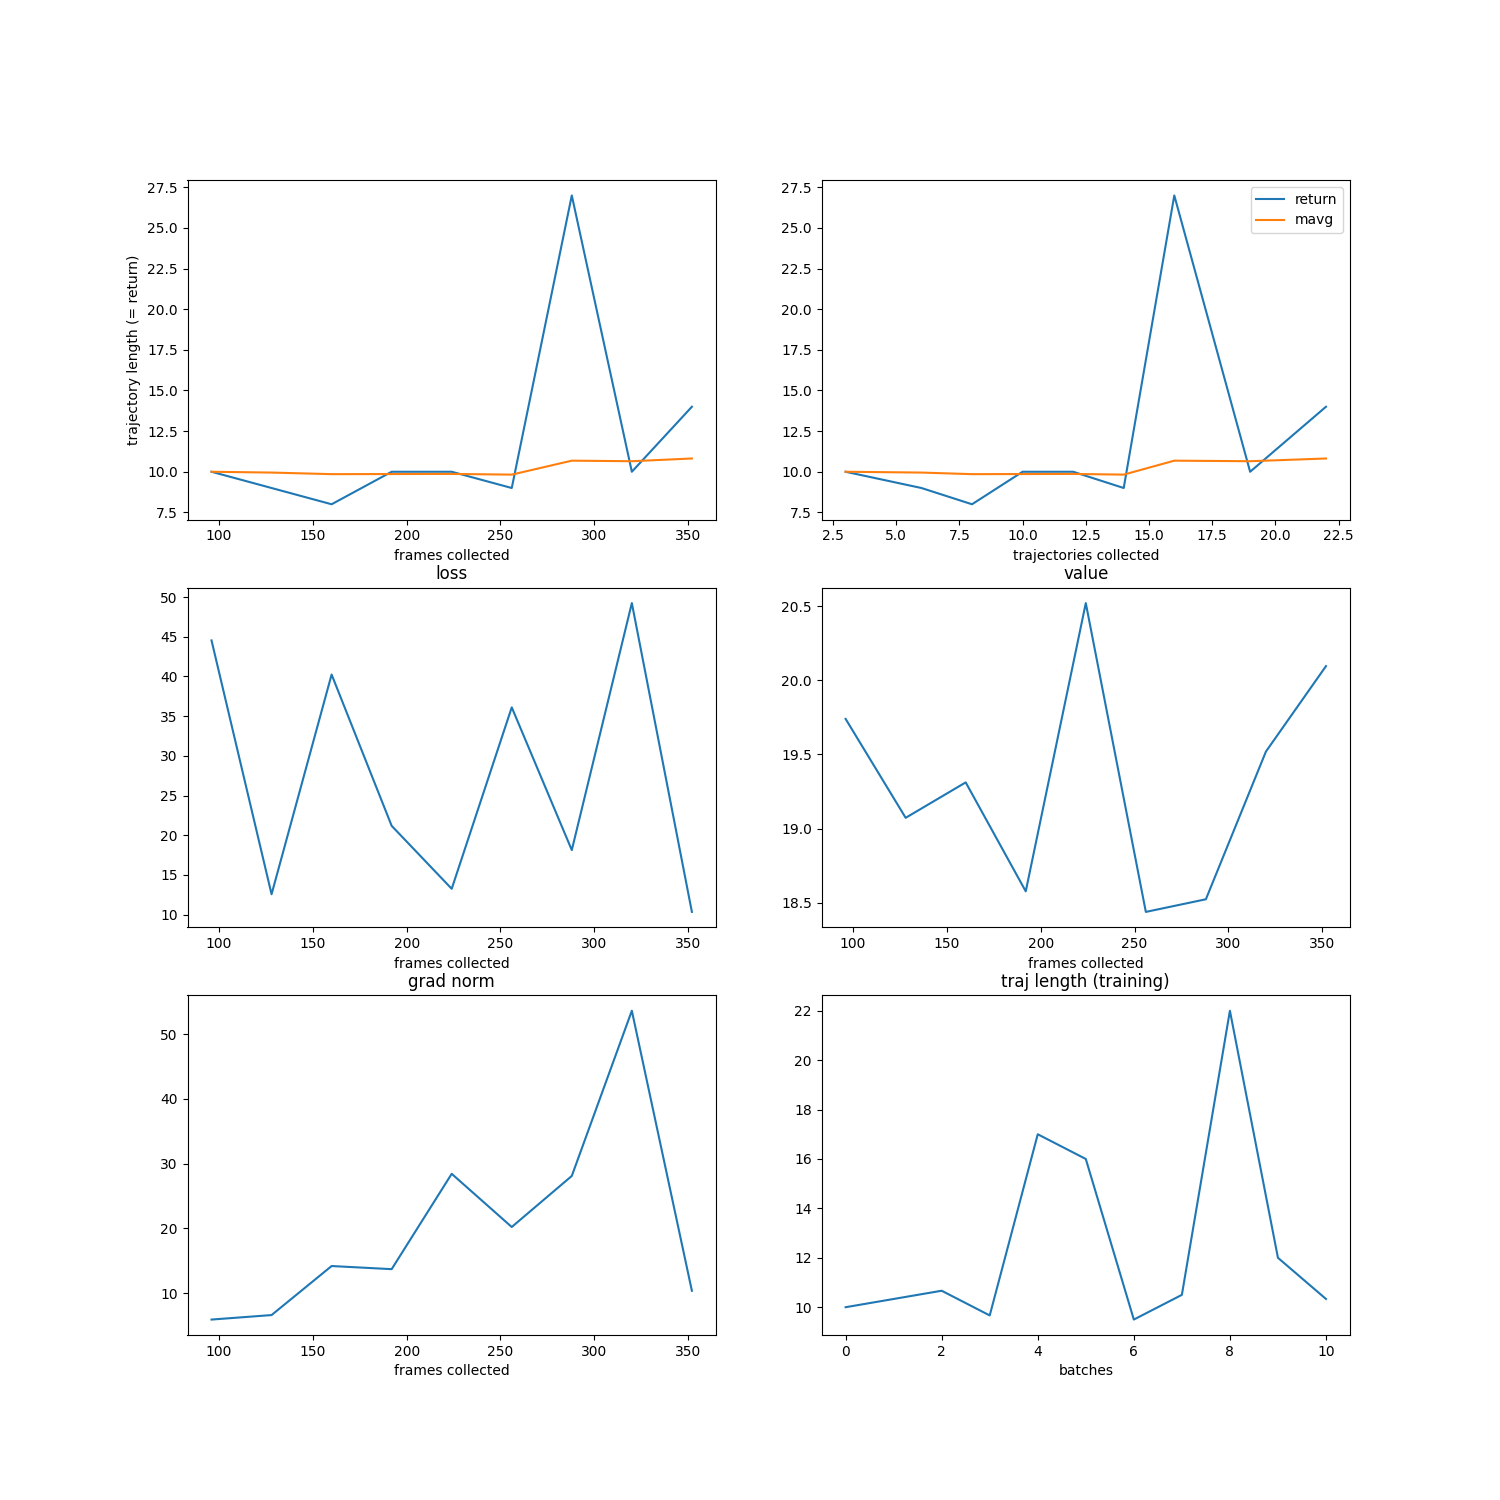 27.5
25.0
22.5
20.0
17.5
15.0
12.5
10.0
7.5
trajectory length (= return)
100 150 200 250 300 350
frames collected
27.5
25.0
22.5
20.0
17.5
15.0
12.5
10.0
7.5
return
mavg
2.5 5.0 7.5 10.0 12.5 15.0 17.5 20.0 22.5
trajectories collected
loss
50
45
40
35
30
25
20
15
10
100 150 200 250 300 350
frames collected
value
20.5
20.0
19.5
19.0
18.5
100 150 200 250 300 350
frames collected
grad norm
50
40
30
20
10
100 150 200 250 300 350
frames collected
traj length (training)
22
20
18
16
14
12
10
0 2 4 6 8 10
batches